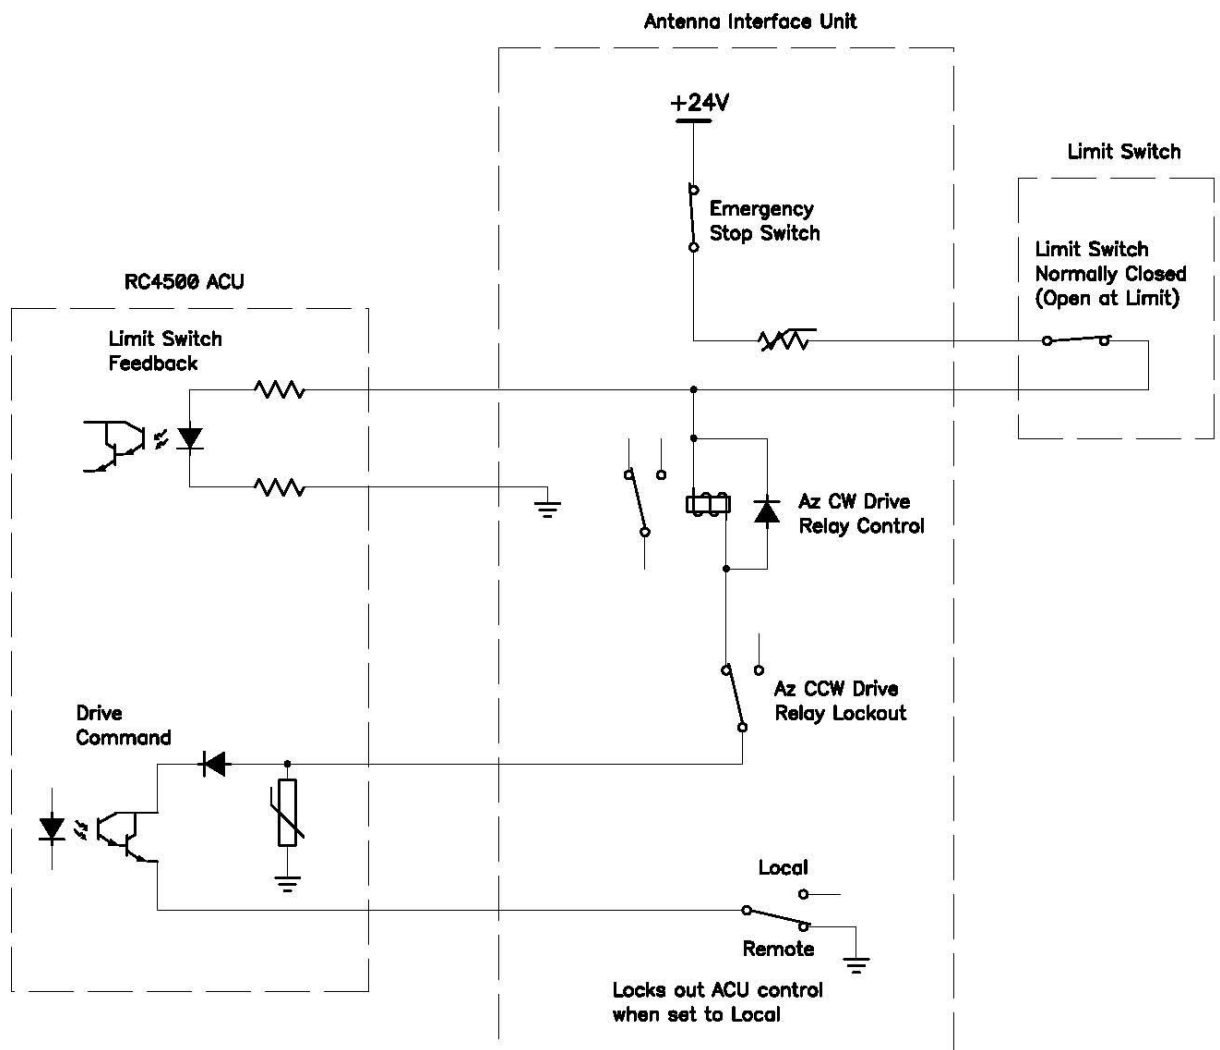 Antenna Interface Unit
+24V
Limit Switch
Emergency
Stop Switch
Limit Switch
Normally Closed
(Open at Limit)
RC4500 ACU
Limit Switch
Feedback
Az CW Drive
Relay Control
Az CCW Drive
Relay Lockout
Drive
Command
Local
Remote
Locks out ACU control
when set to Local